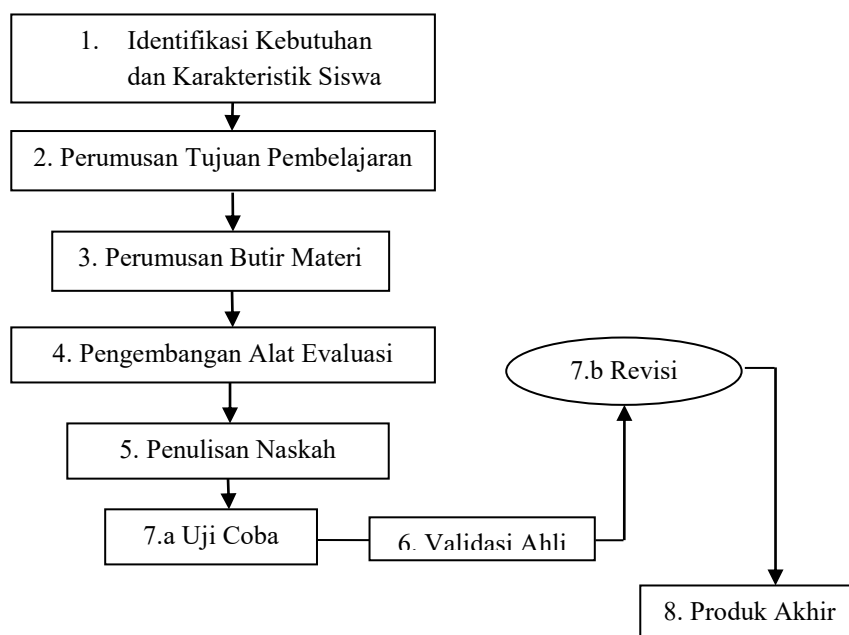 1. Identifikasi Kebutuhan
dan Karakteristik Siswa
2. Perumusan Tujuan Pembelajaran
3. Perumusan Butir Materi
4. Pengembangan Alat Evaluasi
7.b Revisi
5. Penulisan Naskah
7.a Uji Coba
6. Validasi Ahli
8. Produk Akhir